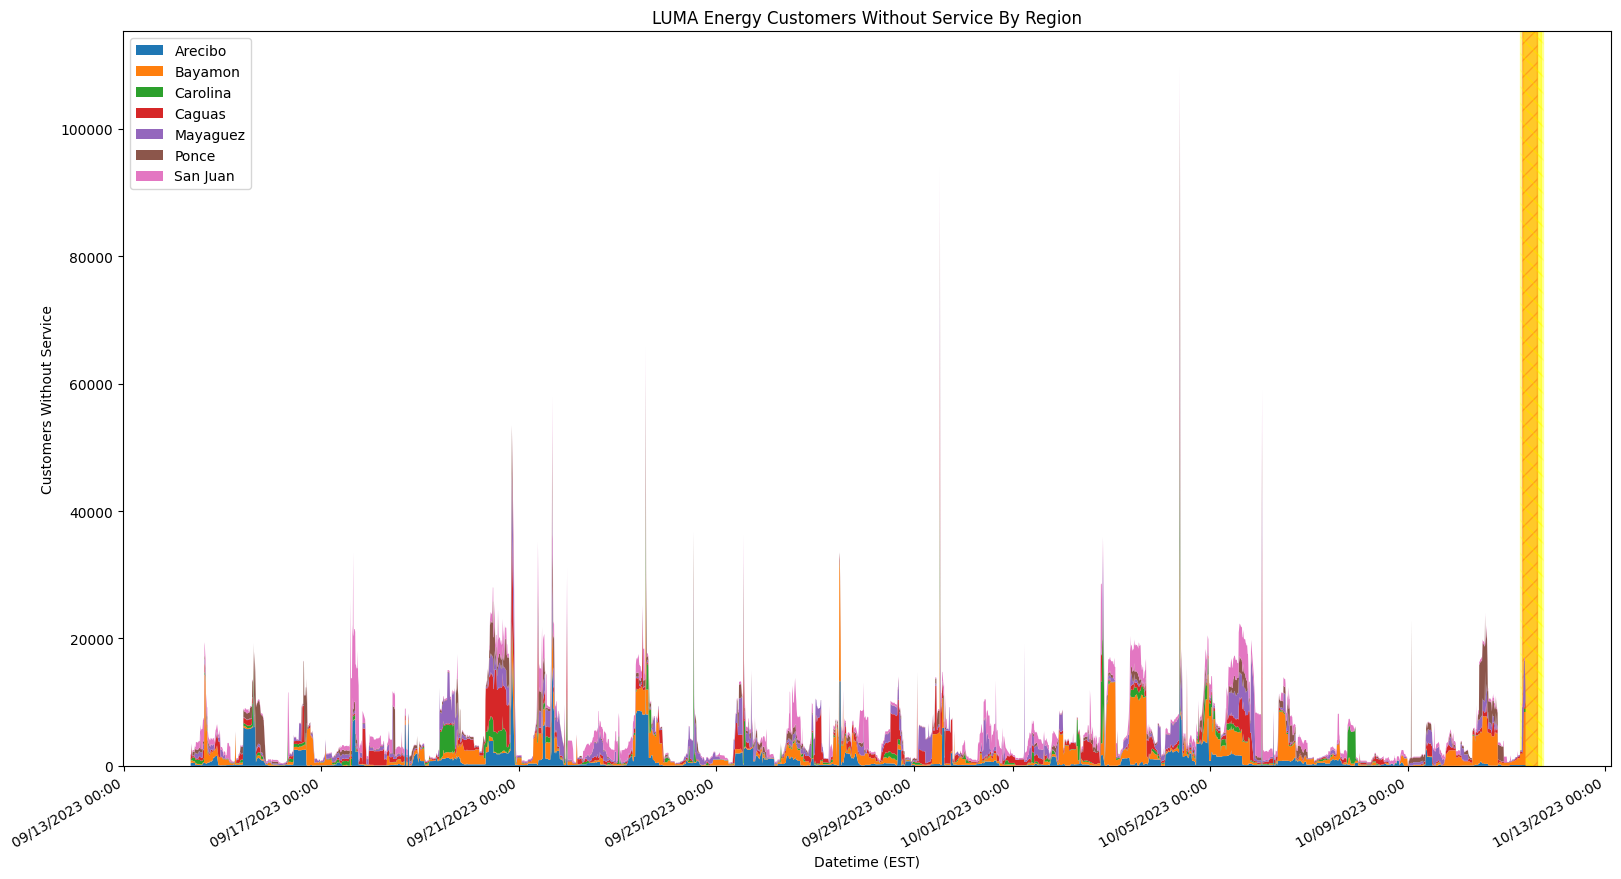 LUMA Energy Customers Without Service By Region
Arecibo
Bayamon
Carolina
Caguas
Mayaguez
Ponce
San Juan
100000
80000
60000
40000
20000
0
Customers Without Service
09/13/2023 00:00
09/17/2023 00:00
09/21/2023 00:00
09/25/2023 00:00
09/29/2023 00:00
10/01/2023 00:00
10/05/2023 00:00
10/09/2023 00:00
10/13/2023 00:00
Datetime (EST)